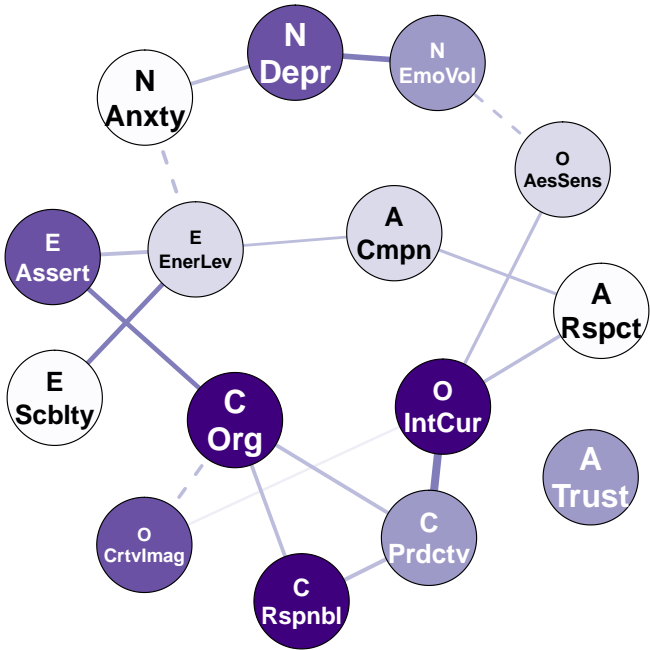 N
Depr
N
EmoVol
N
Anxty
O
AesSens
A
Cmpn
E
Assert
E
EnerLev
A
Rspct
E
Scblty
C
Org
O
IntCur
A
Trust
O
CrtvImag
C
Prdctv
C
Rspnbl